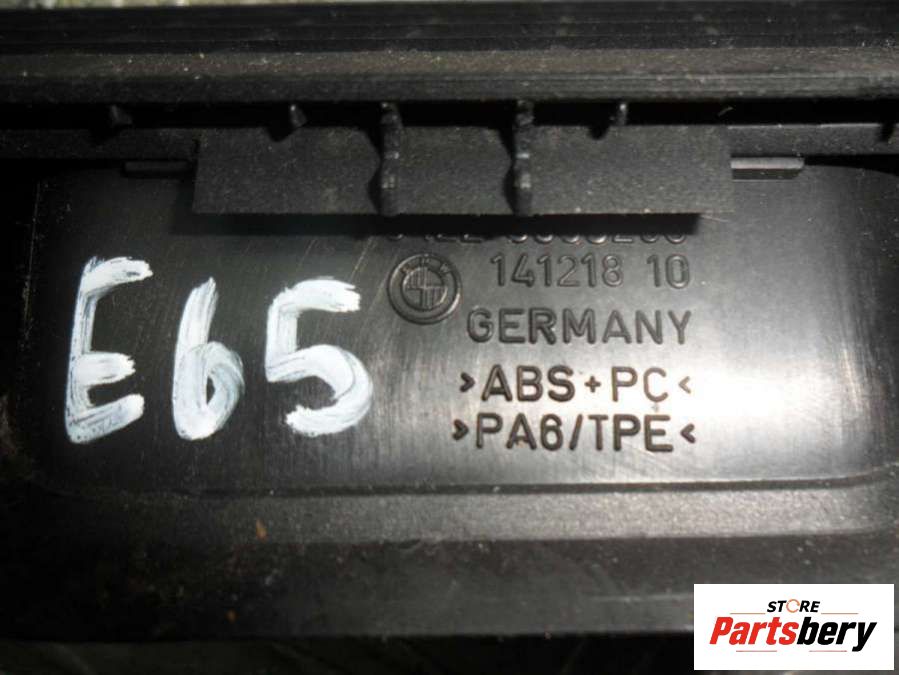 E65
141218 10
GERMANY
>ABS+PC<
>PA6/TPE<
STORE
Partsbery